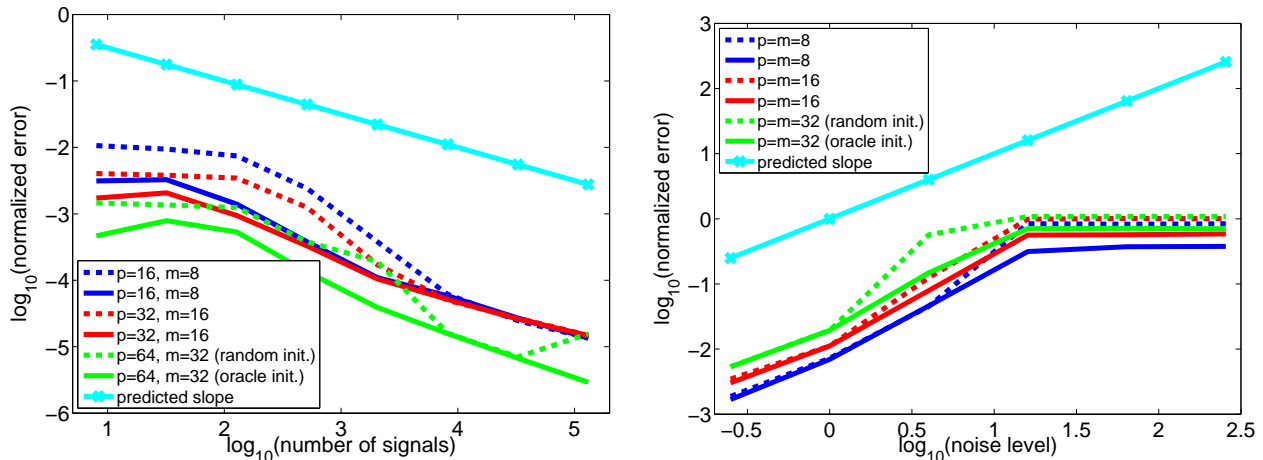 0
−1
−2
−3
−4
−5
−6
log10(normalized error)
p=16, m=8
p=16, m=8
p=32, m=16
p=32, m=16
p=64, m=32 (random init.)
p=64, m=32 (oracle init.)
predicted slope
1 2 3 4 5
log10(number of signals)
3
2
1
0
−1
−2
−3
log10(normalized error)
p=m=8
p=m=8
p=m=16
p=m=16
p=m=32 (random init.)
p=m=32 (oracle init.)
predicted slope
−0.5 0 0.5 1 1.5 2 2.5
log10(noise level)